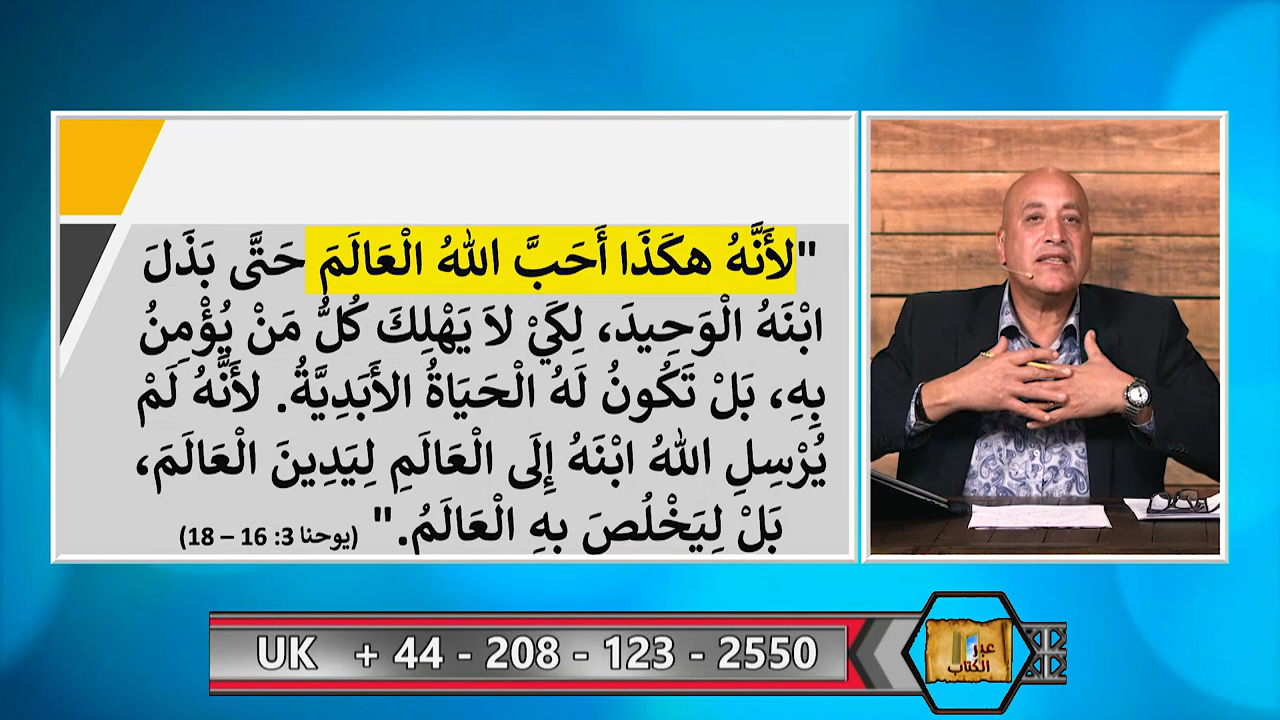 "لأَنَّهُ هكَذَا أَحَبَّ اللهُ الْعَالَمَ حَتَّى بَذَلَ
ابْنَهُ الْوَحِيدَ، لِكَيْ لاَ يَهْلِكَ كُلُّ مَنْ يُؤْمِنُ
بِهِ، بَلْ تَكُونُ لَهُ الْحَيَاةُ الأَبَدِيَّةُ. لأَنَّهُ لَمْ
يُرْسِلِ اللهُ ابْنَهُ إِلَى الْعَالَمِ لِيَدِينَ الْعَالَمَ،
بَلْ لِيَخْلُصَ بِهِ الْعَالَمُ." (يوحنا 3: 16 – 18)
UK + 44 - 208 - 123 - 2550
عبر
الكتاب